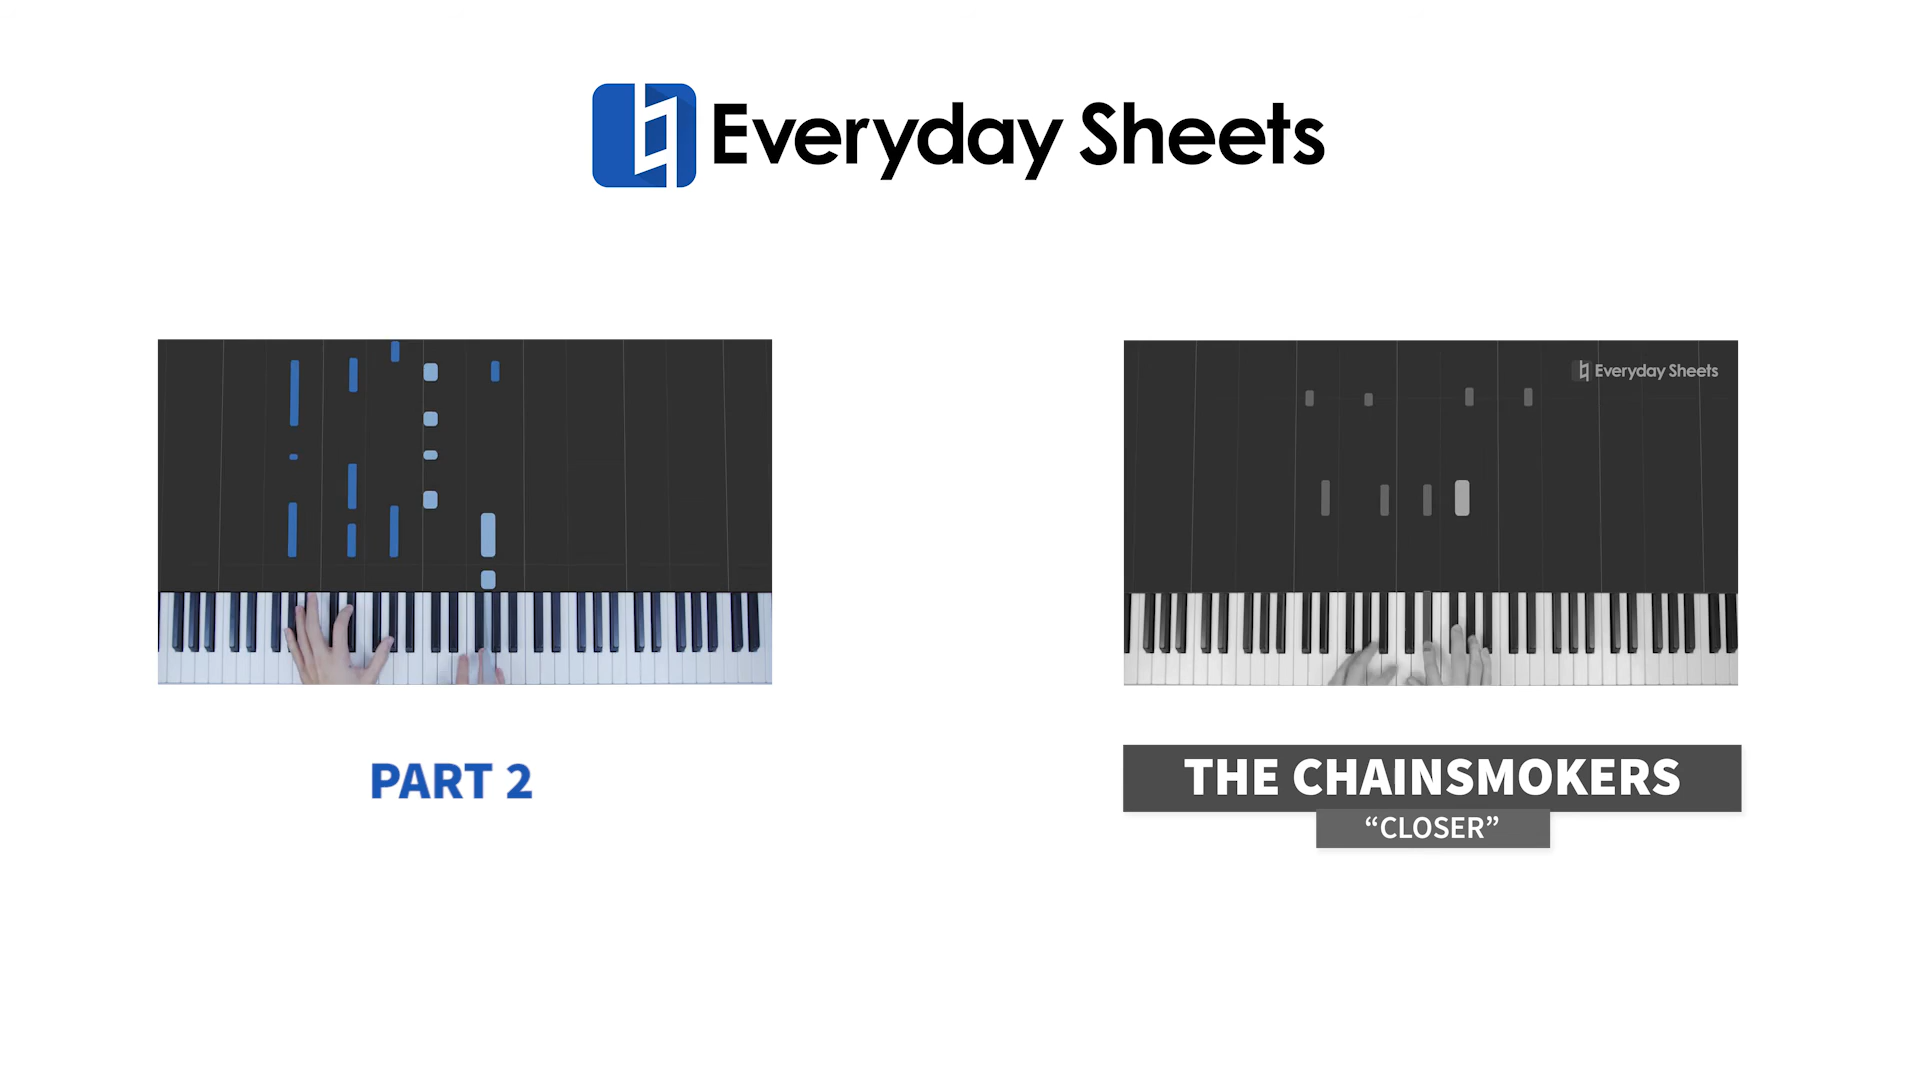 Everyday Sheets
Everyday Sheets
PART 2
THE CHAINSMOKERS
“CLOSER”